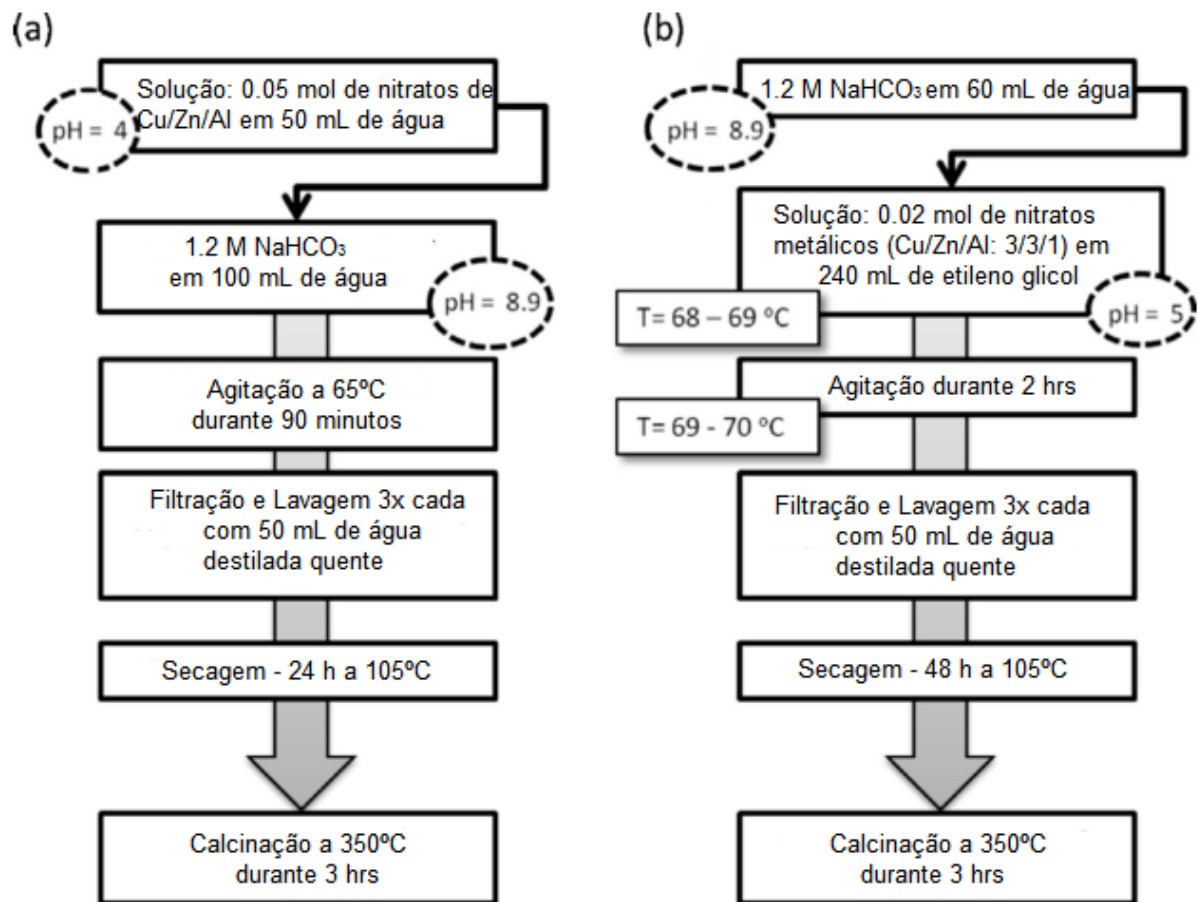 (a)
Solução: 0.05 mol de nitratos de
Cu/Zn/Al em 50 mL de água
pH = 4
1.2 M NaHCO₃
em 100 mL de água
pH = 8.9
Agitação a 65ºC
durante 90 minutos
Filtração e Lavagem 3x cada
com 50 mL de água
destilada quente
Secagem - 24 h a 105ºC
Calcinação a 350ºC
durante 3 hrs
(b)
1.2 M NaHCO₃ em 60 mL de água
pH = 8.9
Solução: 0.02 mol de nitratos
metálicos (Cu/Zn/Al: 3/3/1) em
240 mL de etileno glicol
T= 68 – 69 ºC
pH = 5
Agitação durante 2 hrs
T= 69 - 70 ºC
Filtração e Lavagem 3x cada
com 50 mL de água
destilada quente
Secagem - 48 h a 105ºC
Calcinação a 350ºC
durante 3 hrs